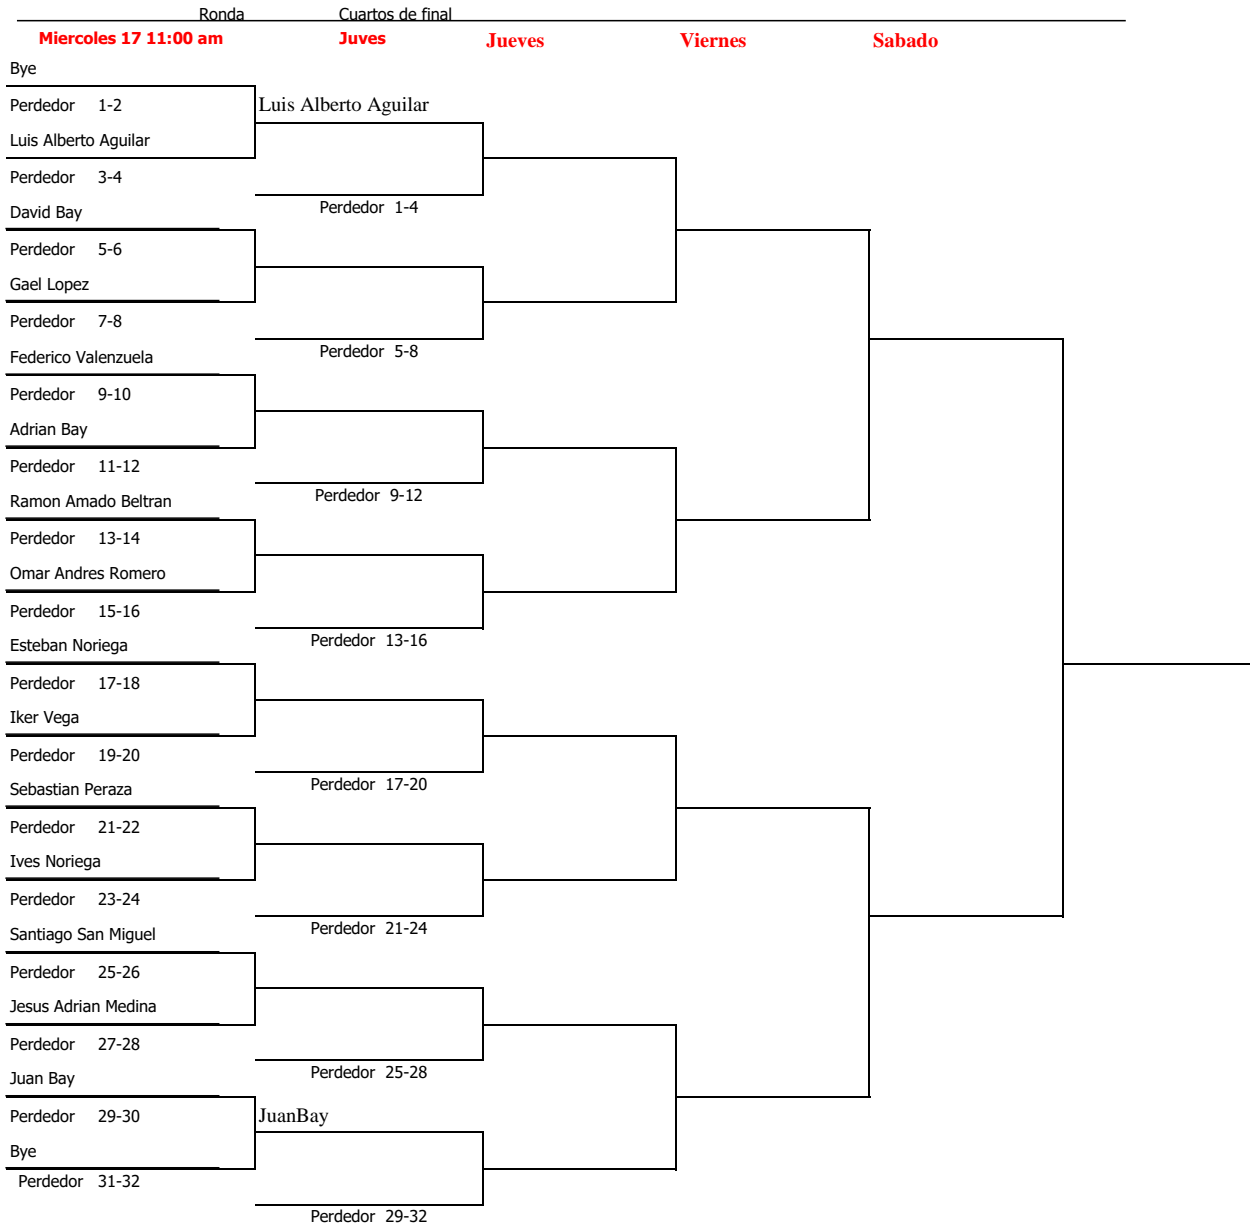 Ronda Cuartos de final
Miercoles 17 11:00 am Juves Jueves Viernes Sabado
Bye
Perdedor 1-2 Luis Alberto Aguilar
Luis Alberto Aguilar
Perdedor 3-4
Perdedor 1-4
David Bay
Perdedor 5-6
Gael Lopez
Perdedor 7-8
Perdedor 5-8
Federico Valenzuela
Perdedor 9-10
Adrian Bay
Perdedor 11-12
Perdedor 9-12
Ramon Amado Beltran
Perdedor 13-14
Omar Andres Romero
Perdedor 15-16
Perdedor 13-16
Esteban Noriega
Perdedor 17-18
Iker Vega
Perdedor 19-20
Perdedor 17-20
Sebastian Peraza
Perdedor 21-22
Ives Noriega
Perdedor 23-24
Perdedor 21-24
Santiago San Miguel
Perdedor 25-26
Jesus Adrian Medina
Perdedor 27-28
Perdedor 25-28
Juan Bay
Perdedor 29-30 JuanBay
Bye
Perdedor 31-32
Perdedor 29-32